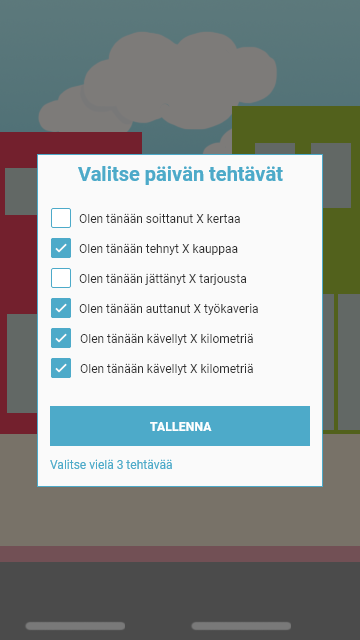 Valitse päivän tehtävät
Olen tänään soittanut X kertaa
Olen tänään tehnyt X kauppaa
Olen tänään jättänyt X tarjousta
Olen tänään auttanut X työkaveria
Olen tänään kävellyt X kilometriä
Olen tänään kävellyt X kilometriä
TALLENNA
Valitse vielä 3 tehtävää